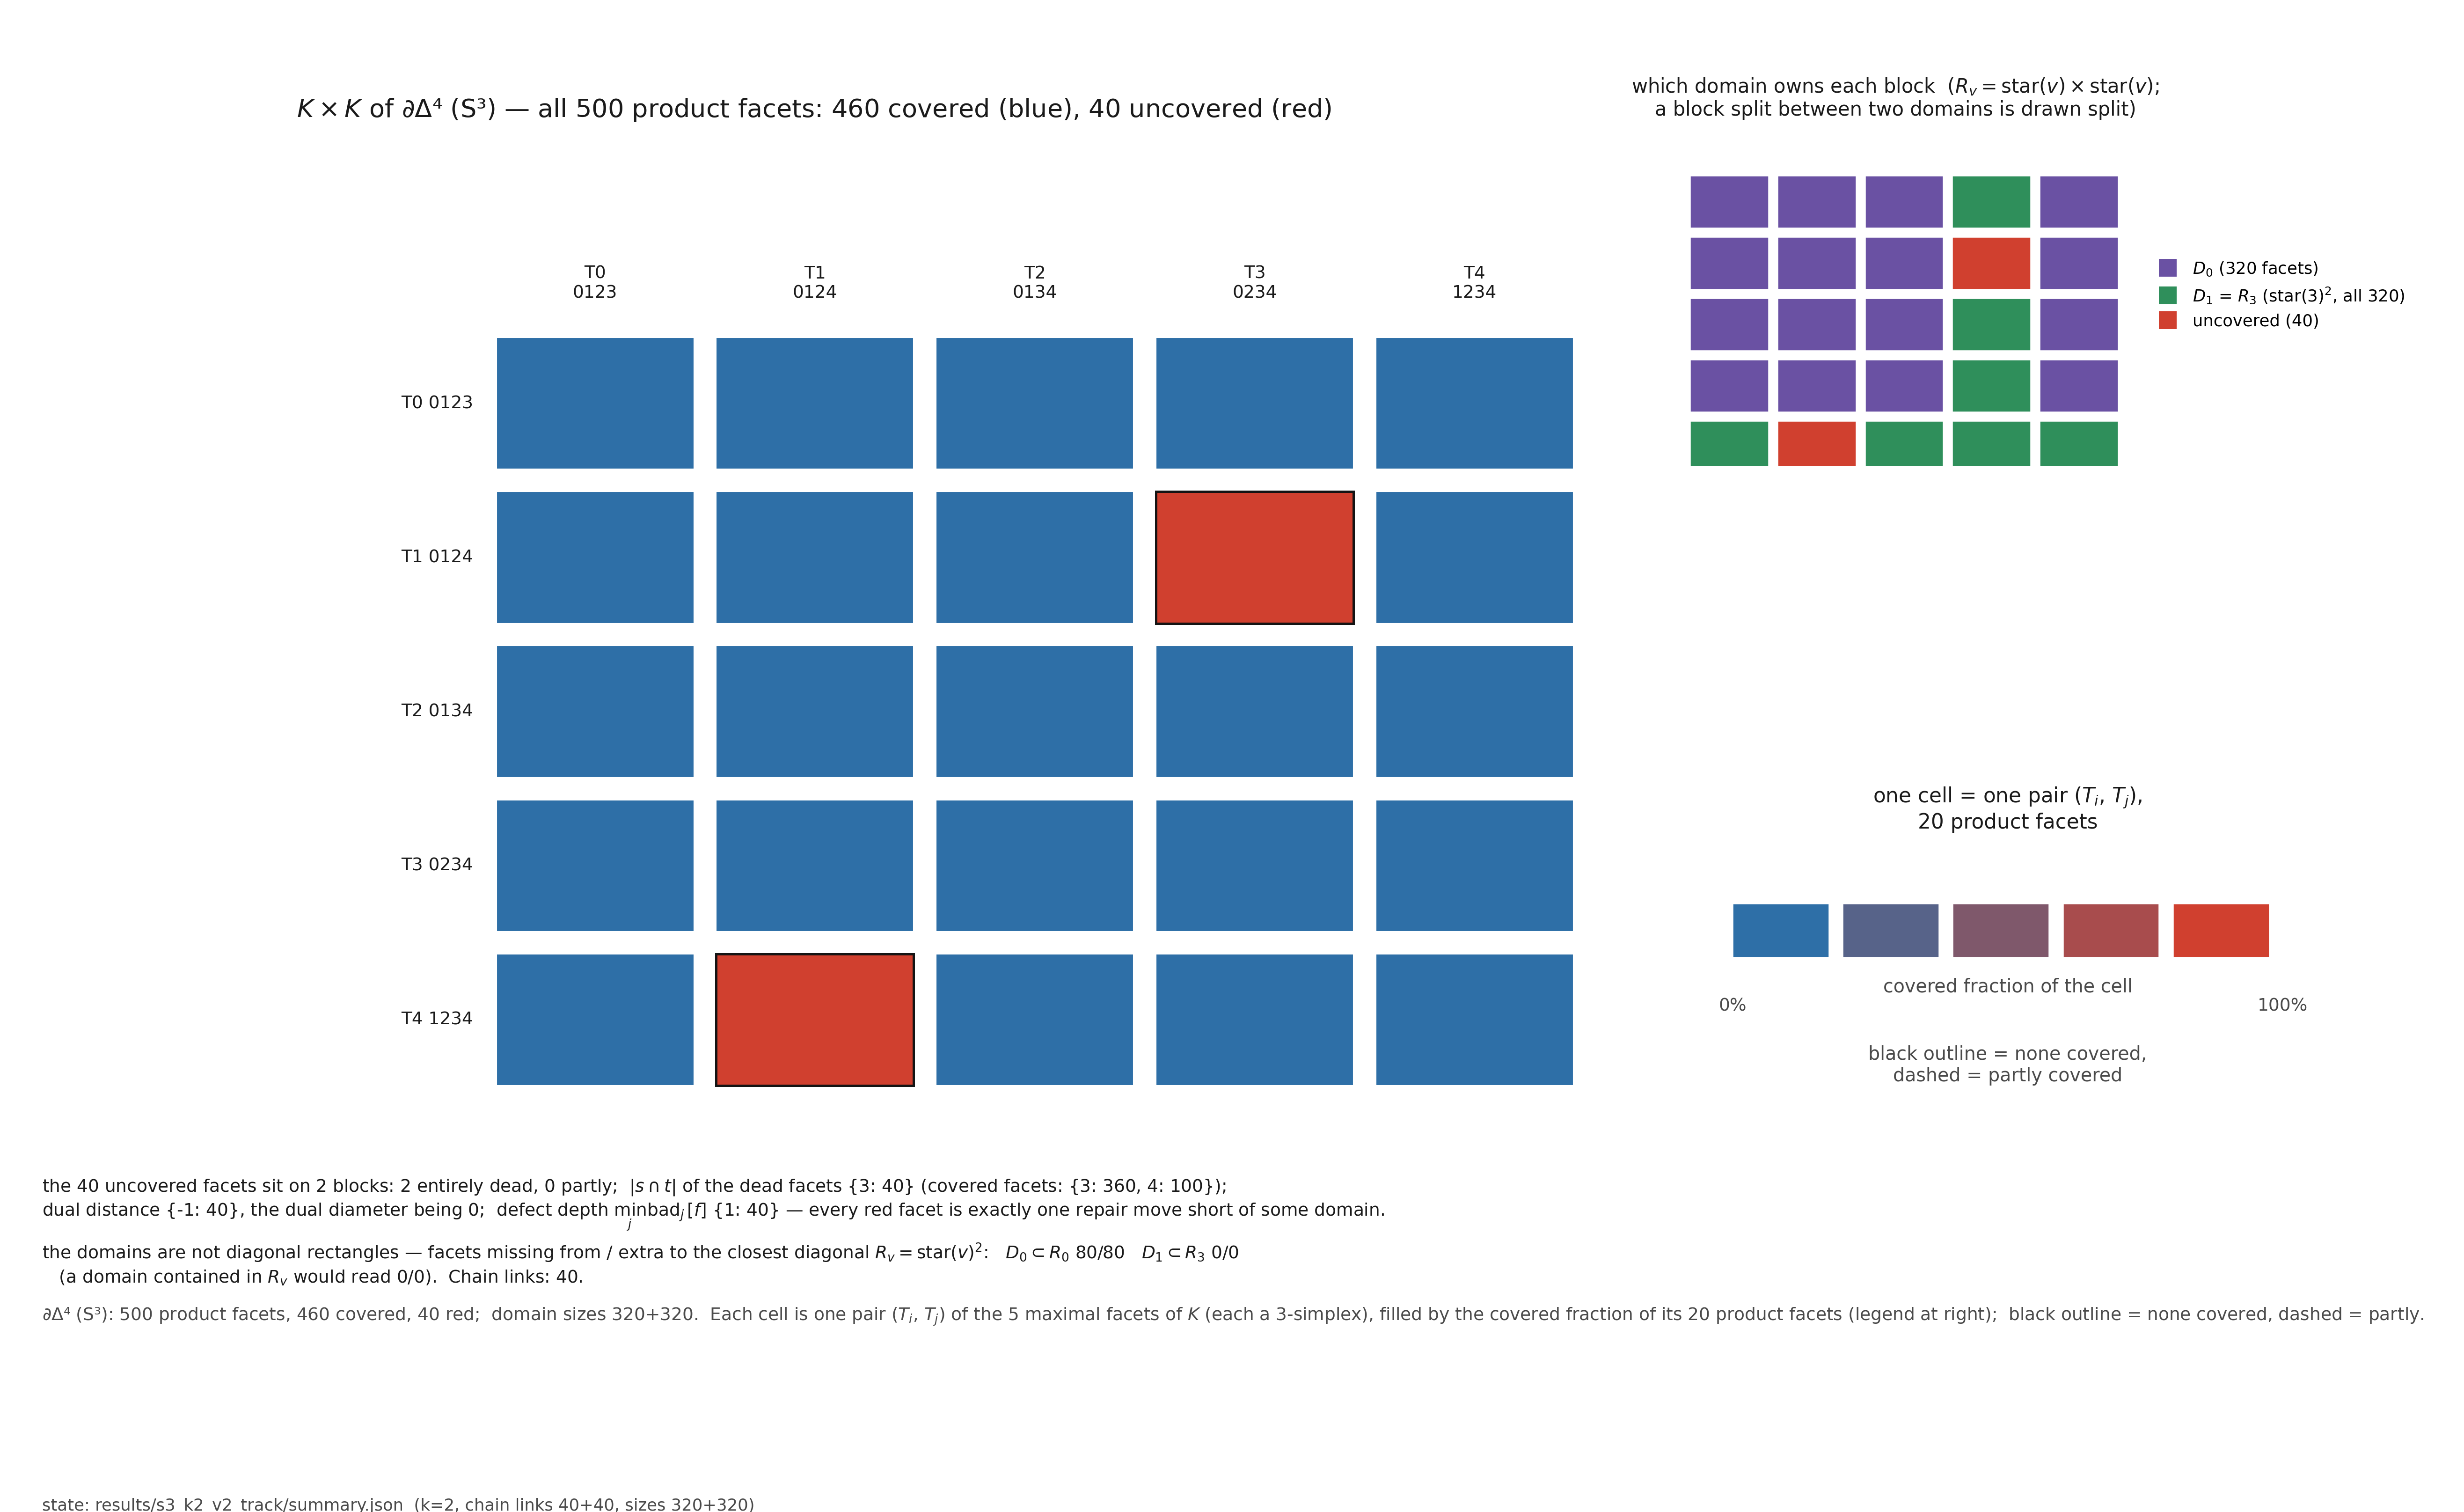 K × K of ∂Δ⁴ (S³) — all 500 product facets: 460 covered (blue), 40 uncovered (red)
which domain owns each block (Rᵥ = star(v) × star(v);
a block split between two domains is drawn split)
D₀ (320 facets)
D₁ = R₃ (star(3)², all 320)
uncovered (40)
T0 T1 T2 T3 T4
0123 0124 0134 0234 1234
T0 0123
T1 0124
T2 0134
T3 0234
T4 1234
one cell = one pair (Tᵢ, Tⱼ),
20 product facets
covered fraction of the cell
0% 100%
black outline = none covered,
dashed = partly covered
the 40 uncovered facets sit on 2 blocks: 2 entirely dead, 0 partly; |s ∩ t| of the dead facets {3: 40} (covered facets: {3: 360, 4: 100});
dual distance {-1: 40}, the dual diameter being 0; defect depth minbadⱼ [f] {1: 40} — every red facet is exactly one repair move short of some domain.
j
the domains are not diagonal rectangles — facets missing from / extra to the closest diagonal Rᵥ = star(v)²: D₀ ⊂ R₀ 80/80 D₁ ⊂ R₃ 0/0
(a domain contained in Rᵥ would read 0/0). Chain links: 40.
∂Δ⁴ (S³): 500 product facets, 460 covered, 40 red; domain sizes 320+320. Each cell is one pair (Tᵢ, Tⱼ) of the 5 maximal facets of K (each a 3-simplex), filled by the covered fraction of its 20 product facets (legend at right); black outline = none covered, dashed = partly.
state: results/s3_k2_v2_track/summary.json (k=2, chain links 40+40, sizes 320+320)